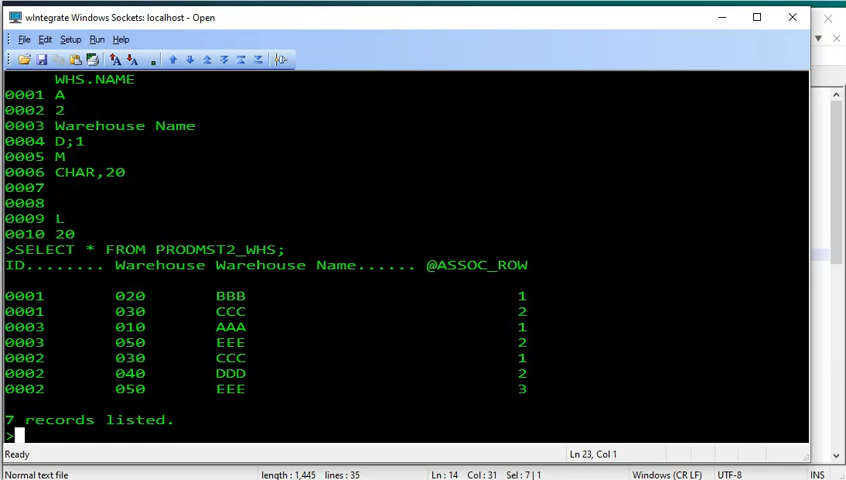 wIntegrate Windows Sockets: localhost - Open
File Edit Setup Run Help
WHS.NAME
0001 A
0002 2
0003 Warehouse Name
0004 D;1
0005 M
0006 CHAR,20
0007
0008
0009 L
0010 20
>SELECT * FROM PRODMST2_WHS;
ID........ Warehouse Warehouse Name...... @ASSOC_ROW
0001 020 BBB 1
0001 030 CCC 2
0003 010 AAA 1
0003 050 EEE 2
0002 030 CCC 1
0002 040 DDD 2
0002 050 EEE 3
7 records listed.
>
Ready Ln 23, Col 1
Normal text file length : 1,445 lines : 35 Ln : 14 Col : 31 Sel : 7 | 1 Windows (CR LF) UTF-8 INS